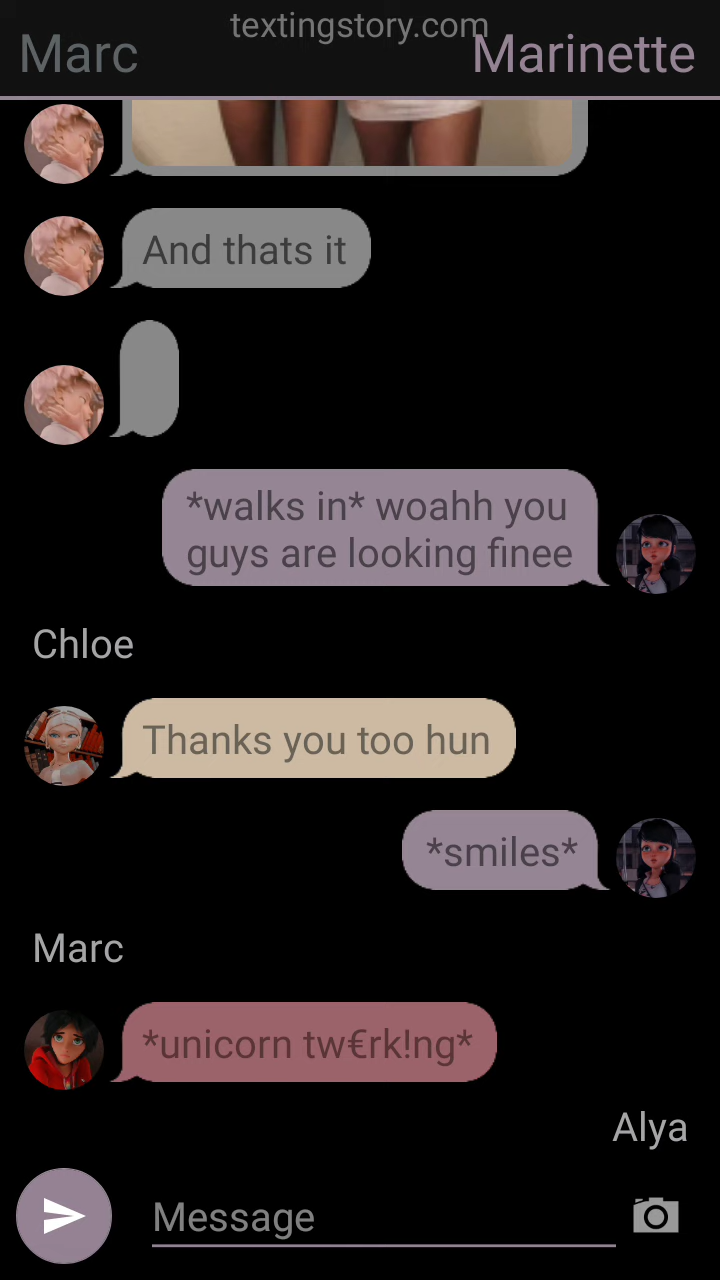 textingstory.com
Marc
Marinette
And thats it
*walks in* woahh you
guys are looking finee
Chloe
Thanks you too hun
*smiles*
Marc
*unicorn tw€rk!ng*
Alya
Message